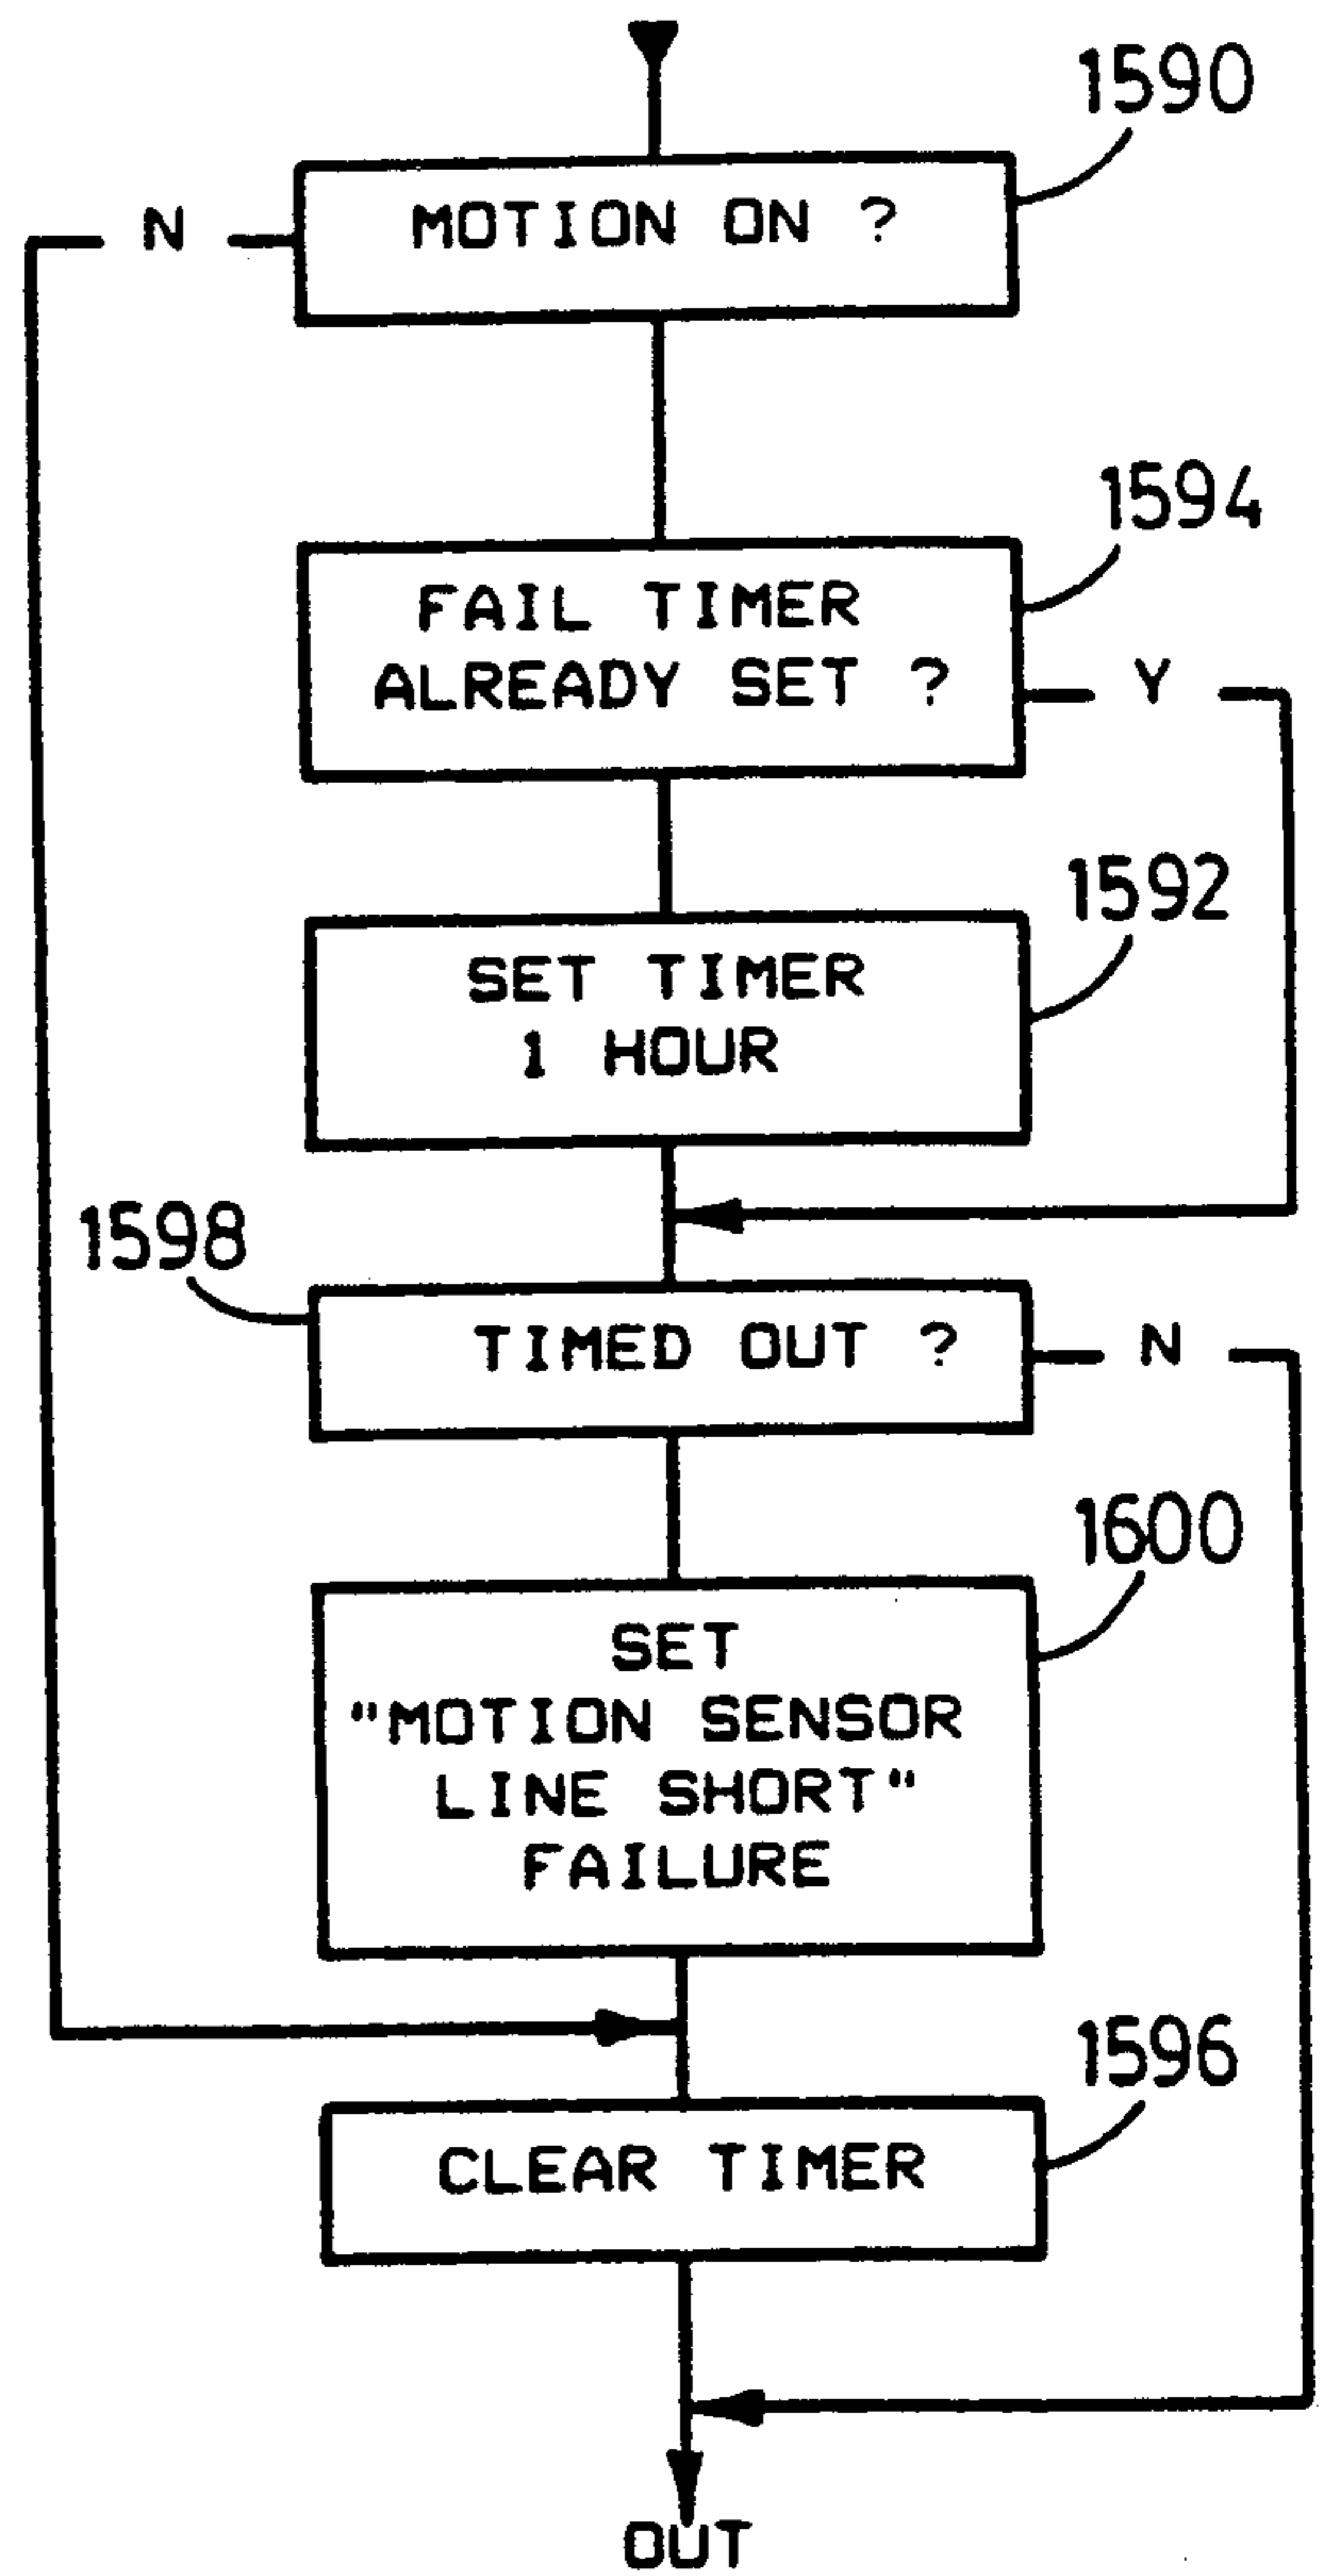 1590
MOTION ON ?
N
1594
FAIL TIMER
ALREADY SET ?
Y
1592
SET TIMER
1 HOUR
1598
TIMED OUT ?
N
1600
SET
"MOTION SENSOR
LINE SHORT"
FAILURE
1596
CLEAR TIMER
OUT